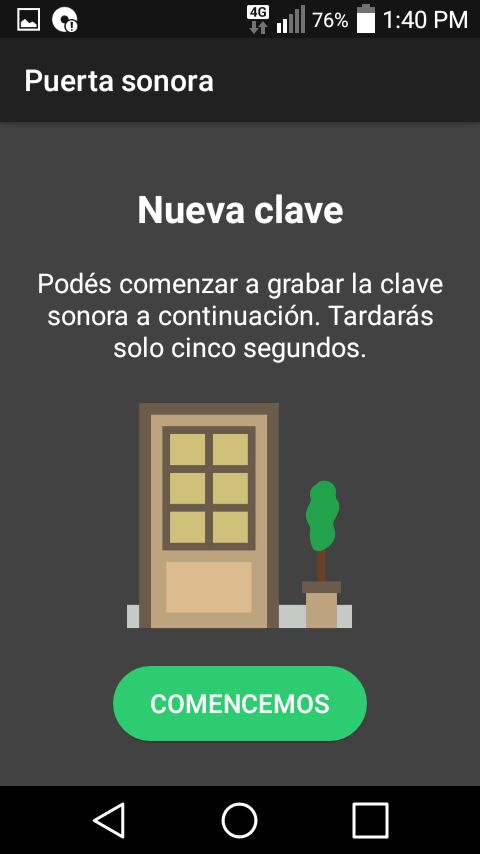 4G 76% 1:40 PM
Puerta sonora
Nueva clave
Podés comenzar a grabar la clave
sonora a continuación. Tardarás
solo cinco segundos.
COMENCEMOS